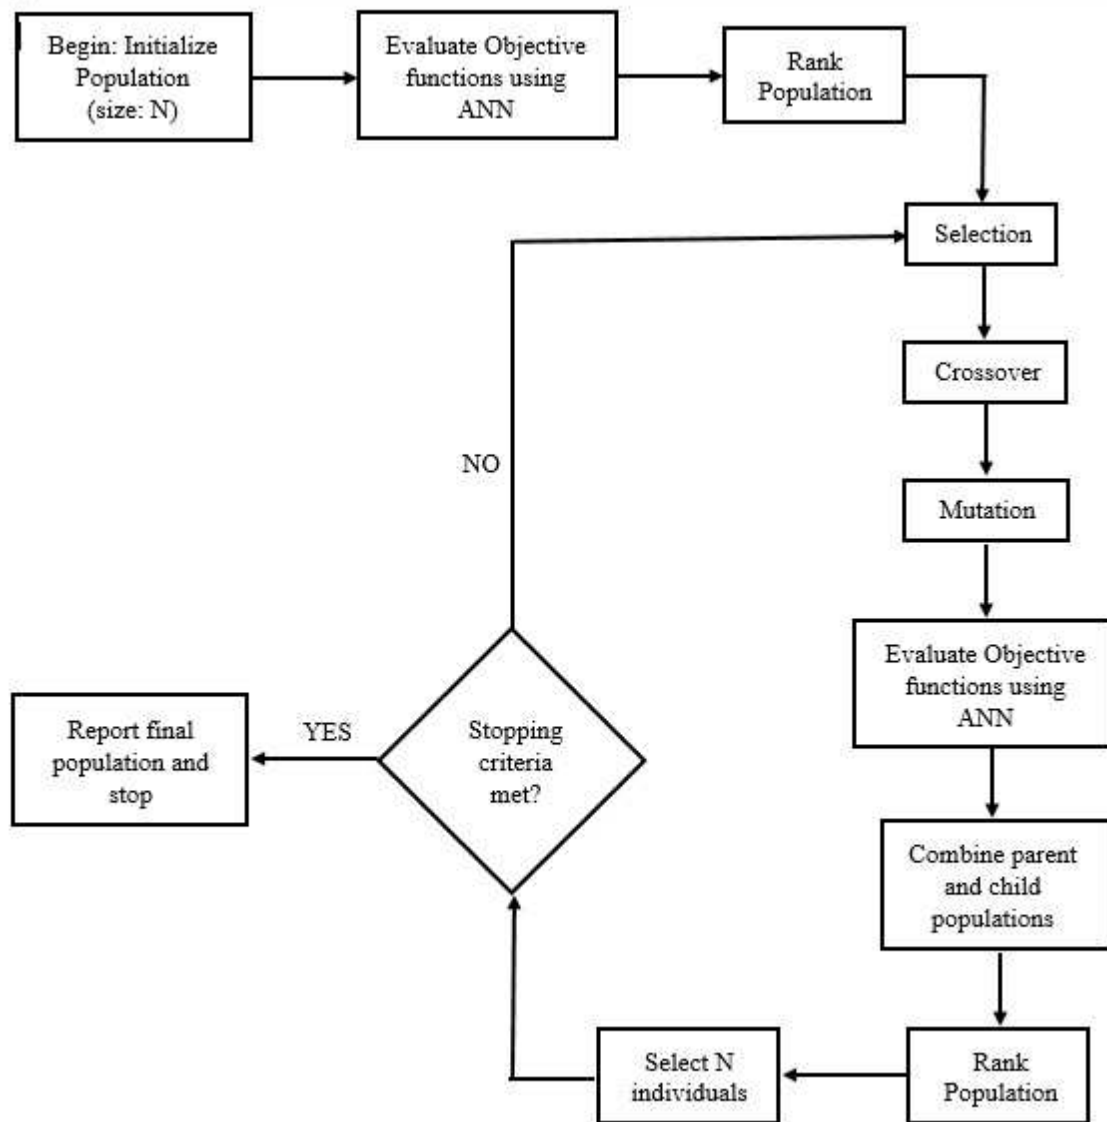 Begin: Initialize
Population
(size: N)
Evaluate Objective
functions using
ANN
Rank
Population
Selection
Crossover
NO
Mutation
Evaluate Objective
functions using
ANN
Report final
population and
stop
YES
Stopping
criteria
met?
Combine parent
and child
populations
Select N
individuals
Rank
Population